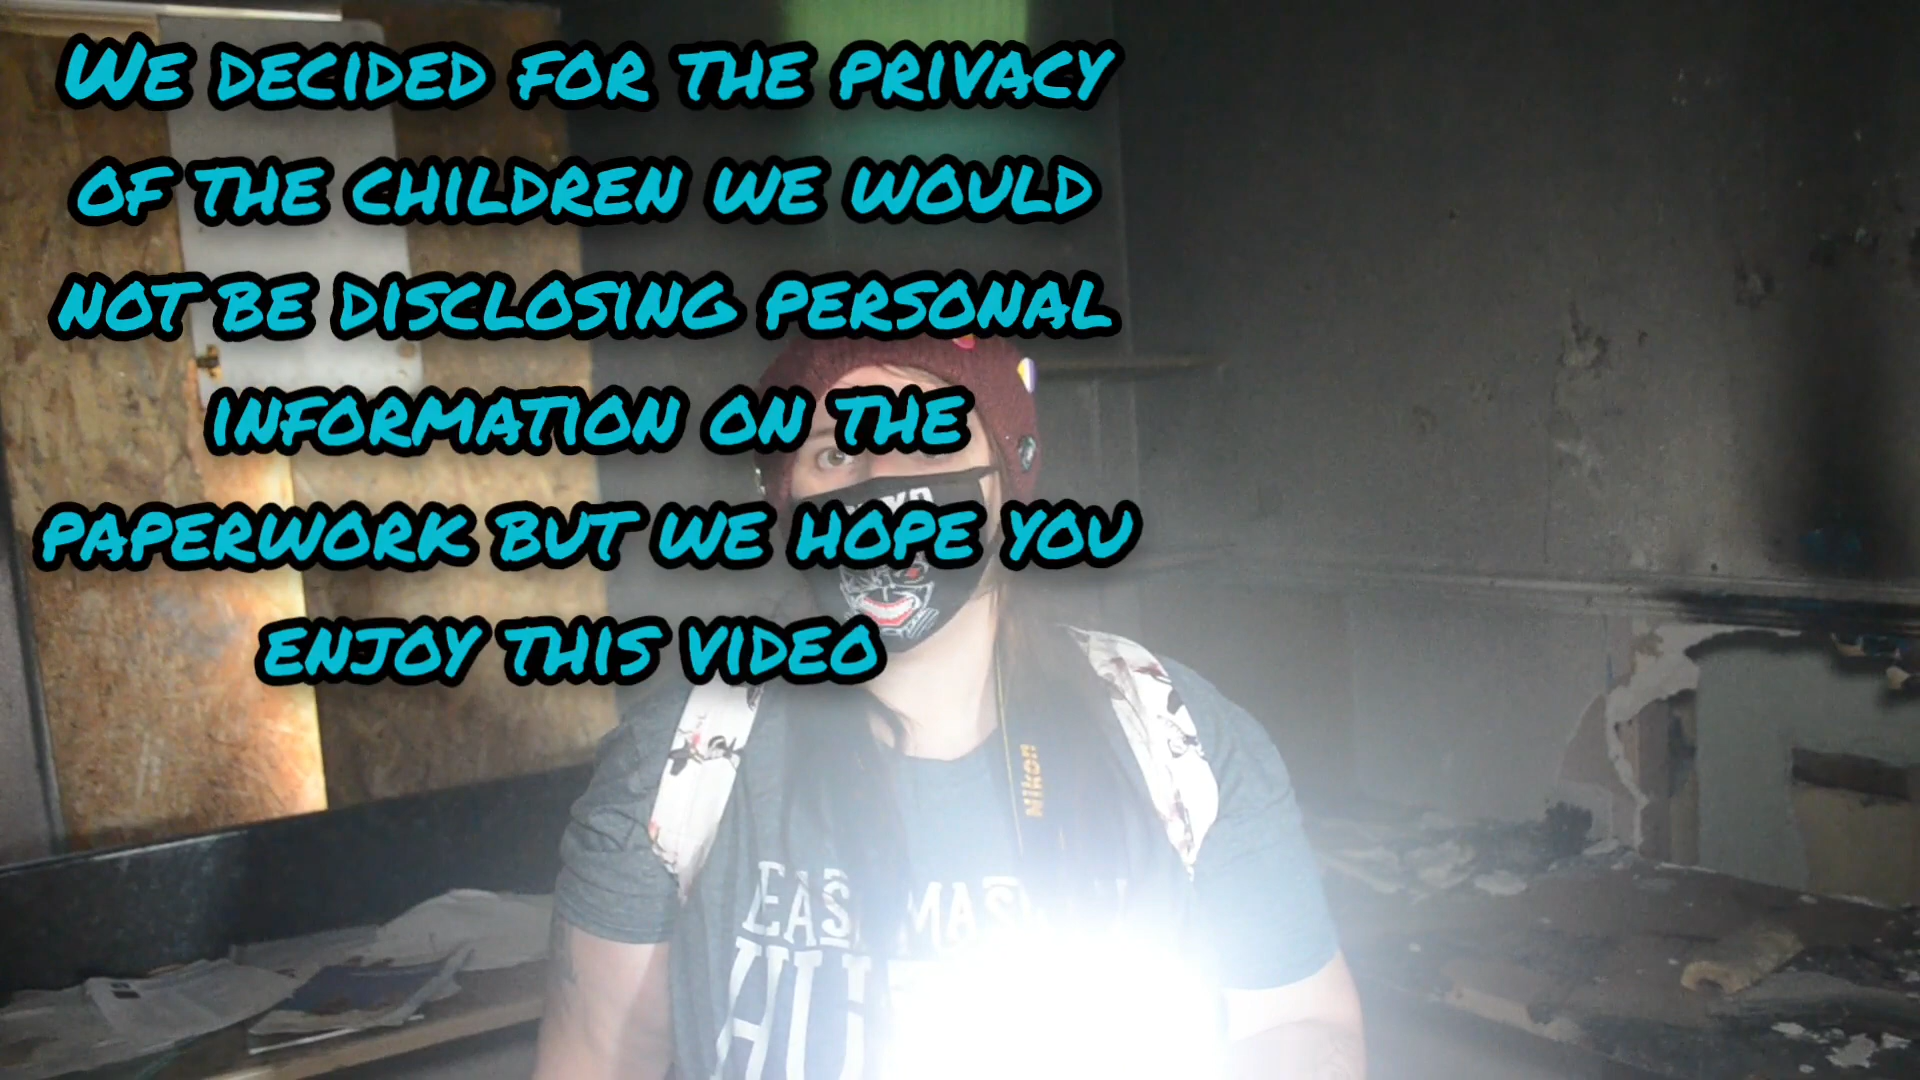 We decided for the privacy
of the children we would
not be disclosing personal
information on the
paperwork but we hope you
enjoy this video
Nikon